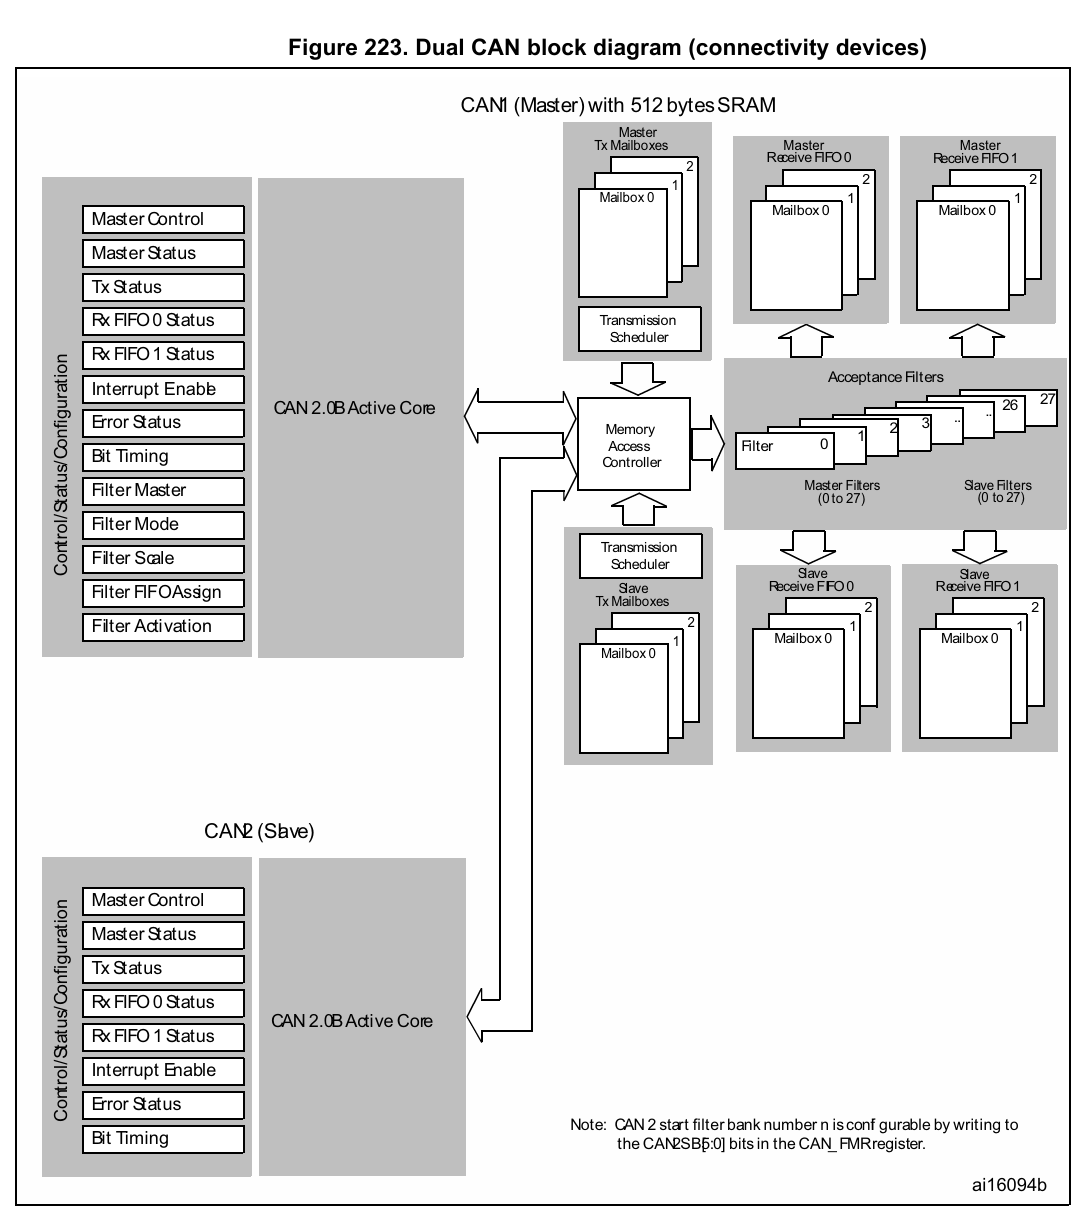 Figure 223. Dual CAN block diagram (connectivity devices)
CAN1 (Master) with 512 bytes SRAM
Master
Tx Mailboxes
2
1
Mailbox 0
Transmission
Scheduler
Master
Receive FIFO 0
2
1
Mailbox 0
Master
Receive FIFO 1
2
1
Mailbox 0
Control/Status/Configuration
Master Control
Master Status
Tx Status
Rx FIFO 0 Status
Rx FIFO 1 Status
Interrupt Enable
Error Status
Bit Timing
Filter Master
Filter Mode
Filter Scale
Filter FIFO Assign
Filter Activation
CAN 2.0B Active Core
Memory
Access
Controller
Acceptance Filters
Filter 0 1 2 3 .. .. 26 27
Master Filters
(0 to 27)
Slave Filters
(0 to 27)
Transmission
Scheduler
Slave
Tx Mailboxes
2
1
Mailbox 0
Slave
Receive FIFO 0
2
1
Mailbox 0
Slave
Receive FIFO 1
2
1
Mailbox 0
CAN2 (Slave)
Control/Status/Configuration
Master Control
Master Status
Tx Status
Rx FIFO 0 Status
Rx FIFO 1 Status
Interrupt Enable
Error Status
Bit Timing
CAN 2.0B Active Core
Note: CAN 2 start filter bank number n is configurable by writing to
the CAN2SB[5:0] bits in the CAN_FMR register.
ai16094b